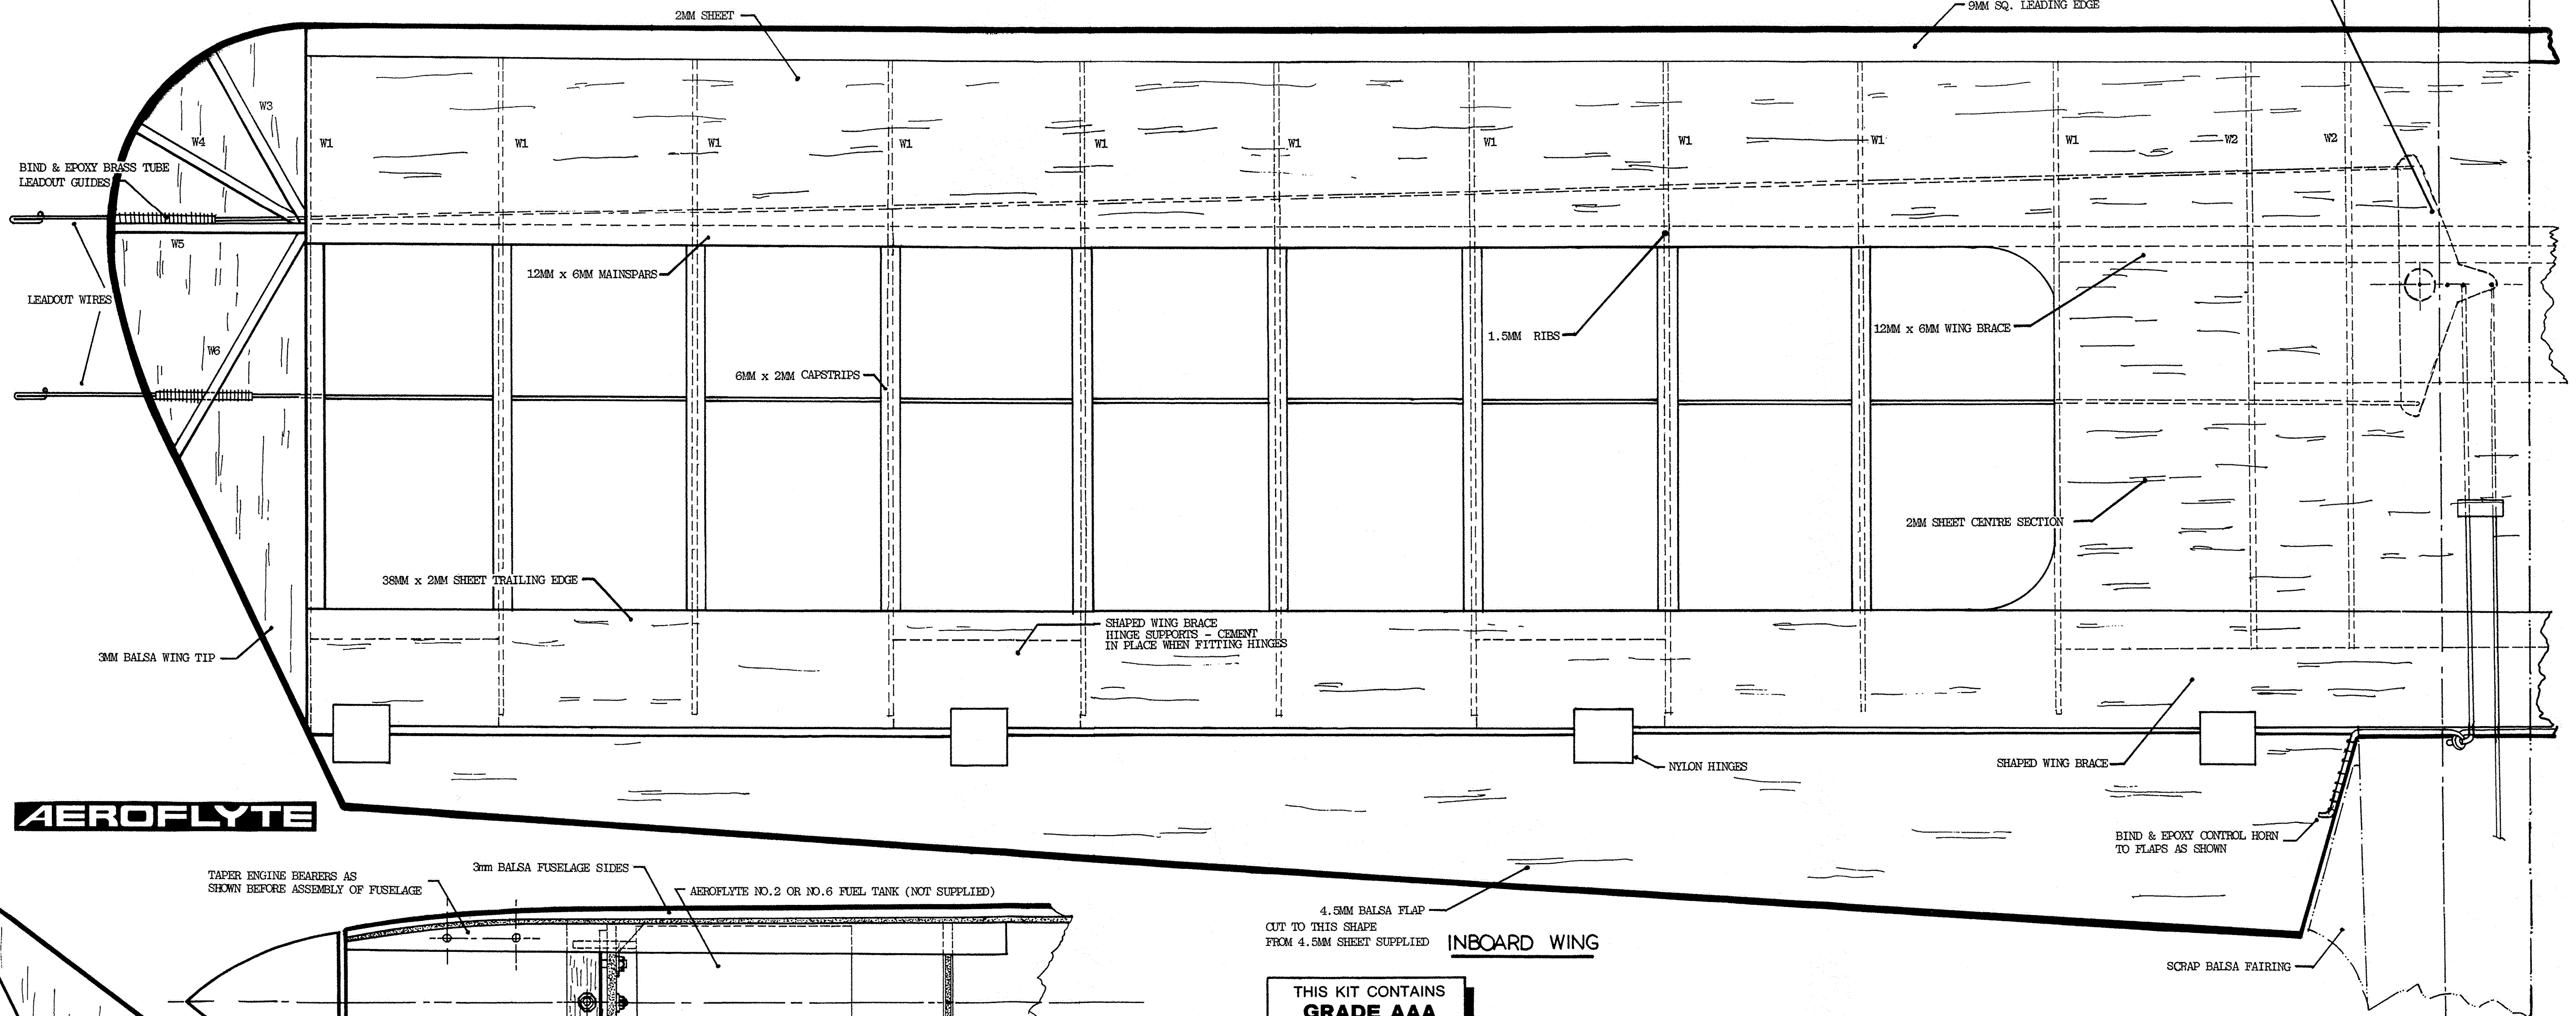 2MM SHEET
9MM SQ. LEADING EDGE
W3
W4
W1
W1
W1
W1
W1
W1
W1
W1
W1
W1
W2
W2
BIND & EPOXY BRASS TUBE
LEADOUT GUIDES
W5
12MM x 6MM MAINSPARS
LEADOUT WIRES
1.5MM RIBS
12MM x 6MM WING BRACE
W6
6MM x 2MM CAPSTRIPS
2MM SHEET CENTRE SECTION
38MM x 2MM SHEET TRAILING EDGE
SHAPED WING BRACE
HINGE SUPPORTS - CEMENT
IN PLACE WHEN FITTING HINGES
3MM BALSA WING TIP
NYLON HINGES
SHAPED WING BRACE
AEROFLYTE
BIND & EPOXY CONTROL HORN
TO FLAPS AS SHOWN
TAPER ENGINE BEARERS AS
SHOWN BEFORE ASSEMBLY OF FUSELAGE
3mm BALSA FUSELAGE SIDES
AEROFLYTE NO.2 OR NO.6 FUEL TANK (NOT SUPPLIED)
4.5MM BALSA FLAP
CUT TO THIS SHAPE
FROM 4.5MM SHEET SUPPLIED
INBOARD WING
SCRAP BALSA FAIRING
THIS KIT CONTAINS
GRADE AAA